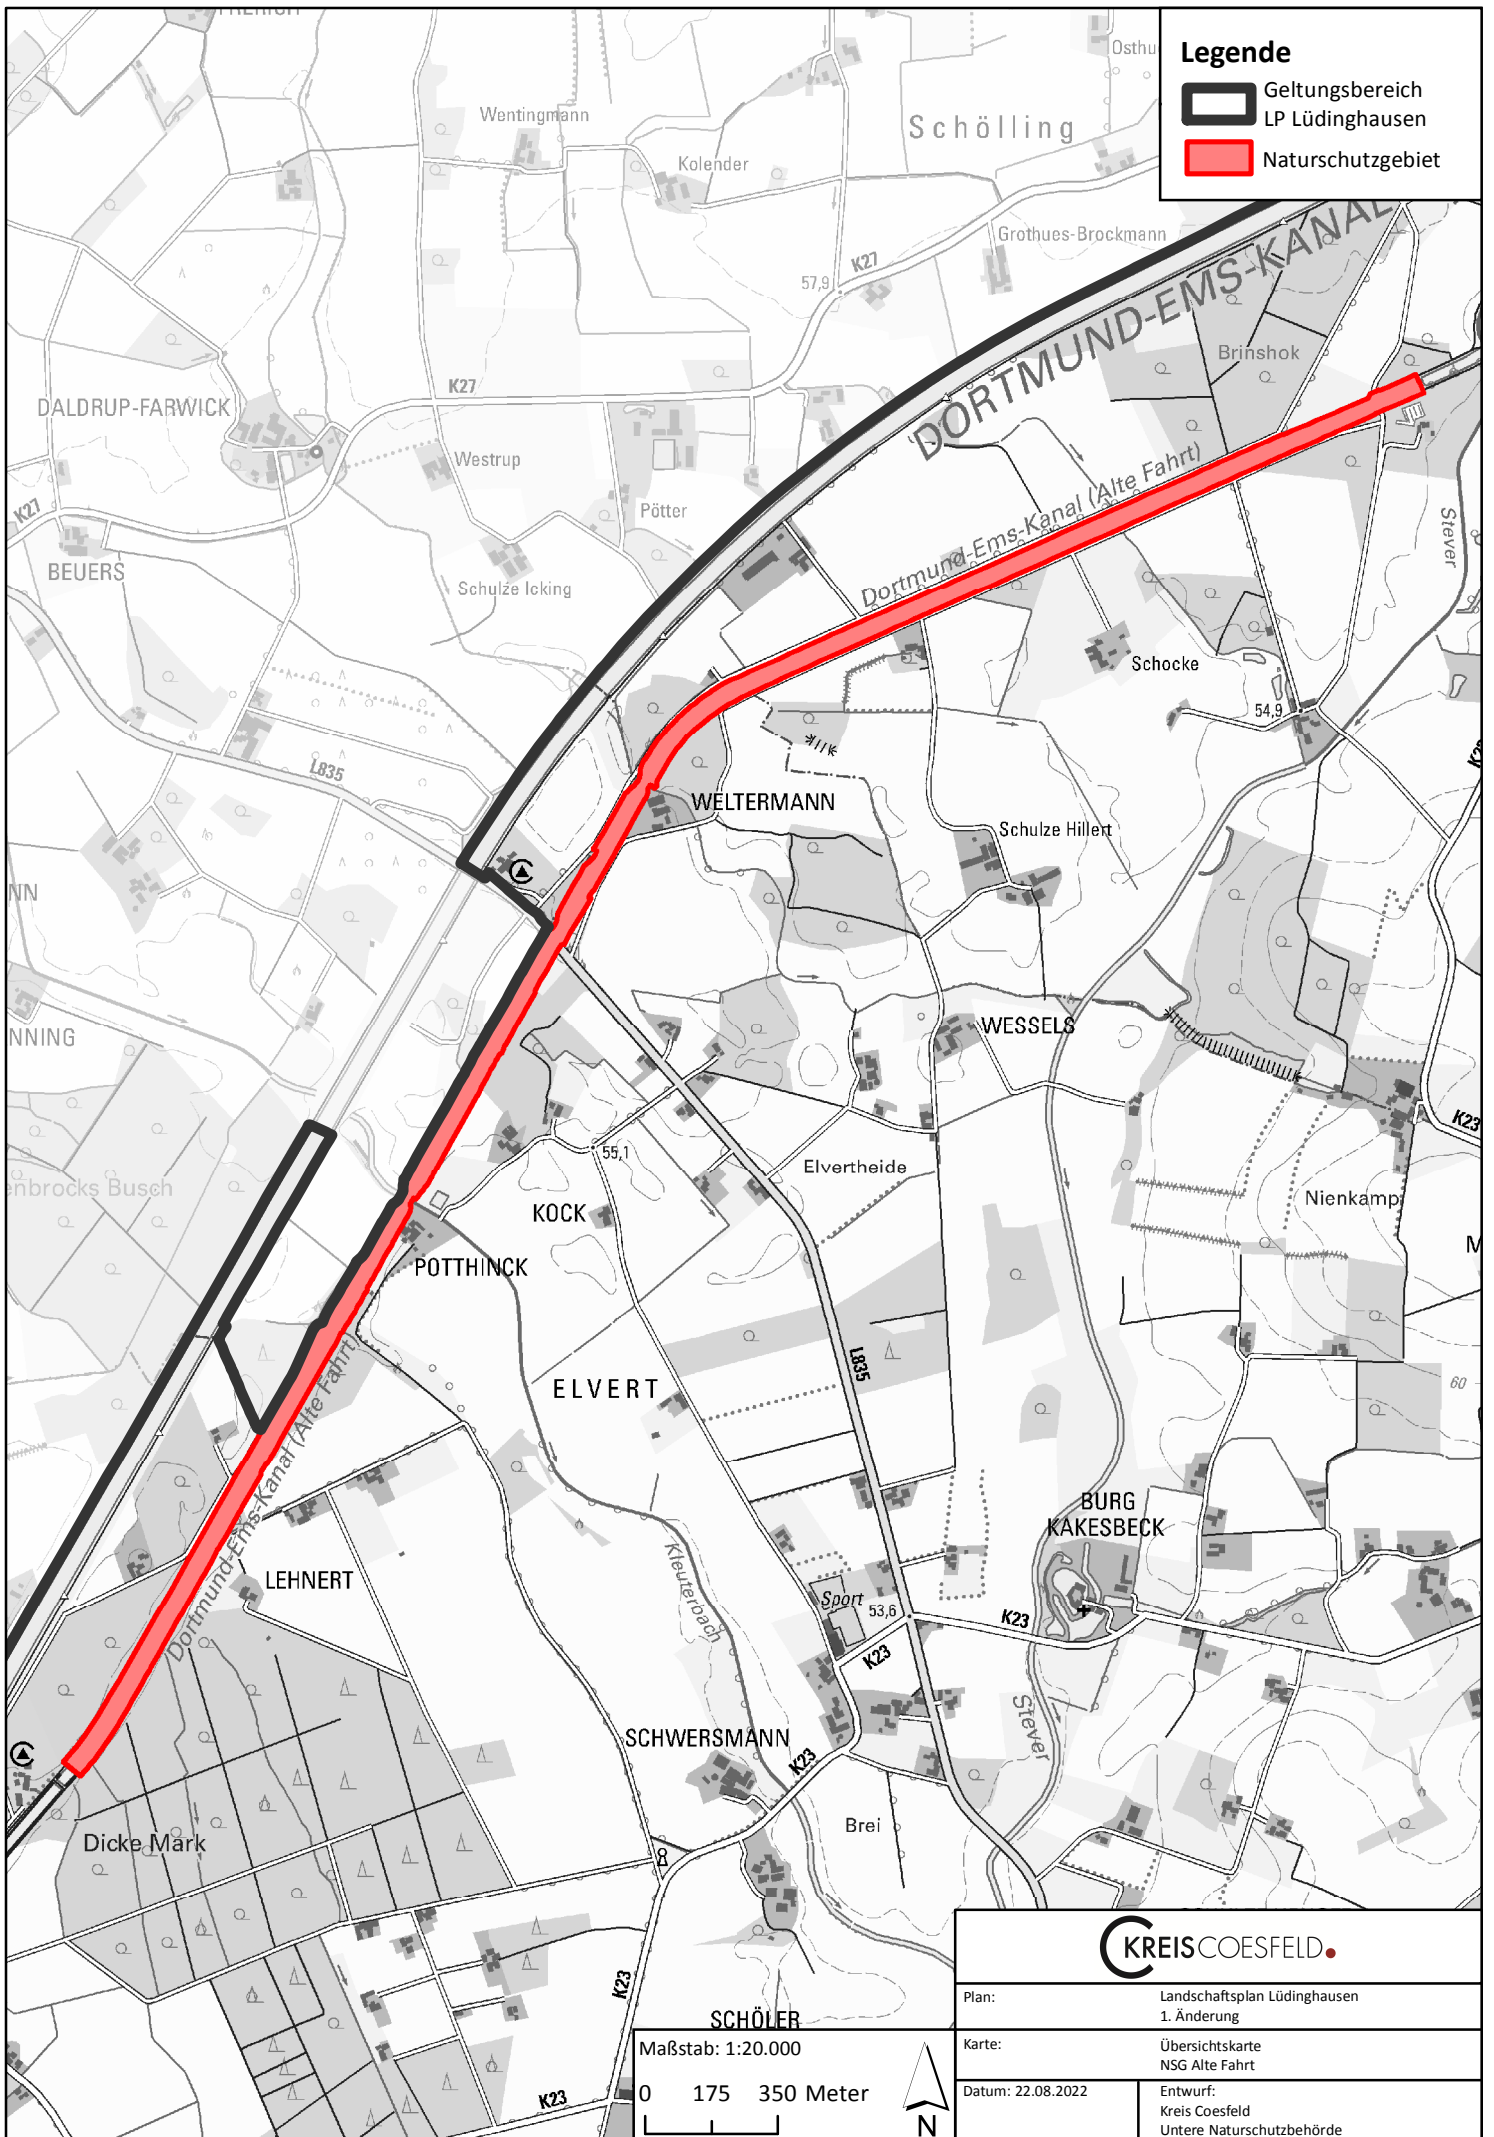 Legende
Geltungsbereich
LP Lüdinghausen
Naturschutzgebiet
Wentingmann
Schölling
Kolender
Grothues-Brockmann
57,9
K27
DORTMUND-EMS-KANAL
Brinshok
K27
DALDRUP-FARWICK
Westrup
Dortmund-Ems-Kanal (Alte Fahrt)
K27
Pötter
Stever
BEUERS
Schulze Icking
Schocke
54,9
L835
WELTERMANN
Schulze Hillert
NN
WESSELS
NNING
K23
55,1
Elvertheide
enbrocks Busch
Nienkamp
KOCK
M
POTTHINCK
L835
ELVERT
60
Dortmund-Ems-Kanal (Alte Fahrt)
BURG
KAKESBECK
LEHNERT
Kleuterbach
Sport
53,6
K23
K23
Stever
SCHWERSMANN
K23
Brei
Dicke Mark
K23
SCHÖLER
K23
Maßstab: 1:20.000
0 175 350 Meter
N
KREISCOESFELD
Plan: Landschaftsplan Lüdinghausen
1. Änderung
Karte: Übersichtskarte
NSG Alte Fahrt
Datum: 22.08.2022 Entwurf:
Kreis Coesfeld
Untere Naturschutzbehörde